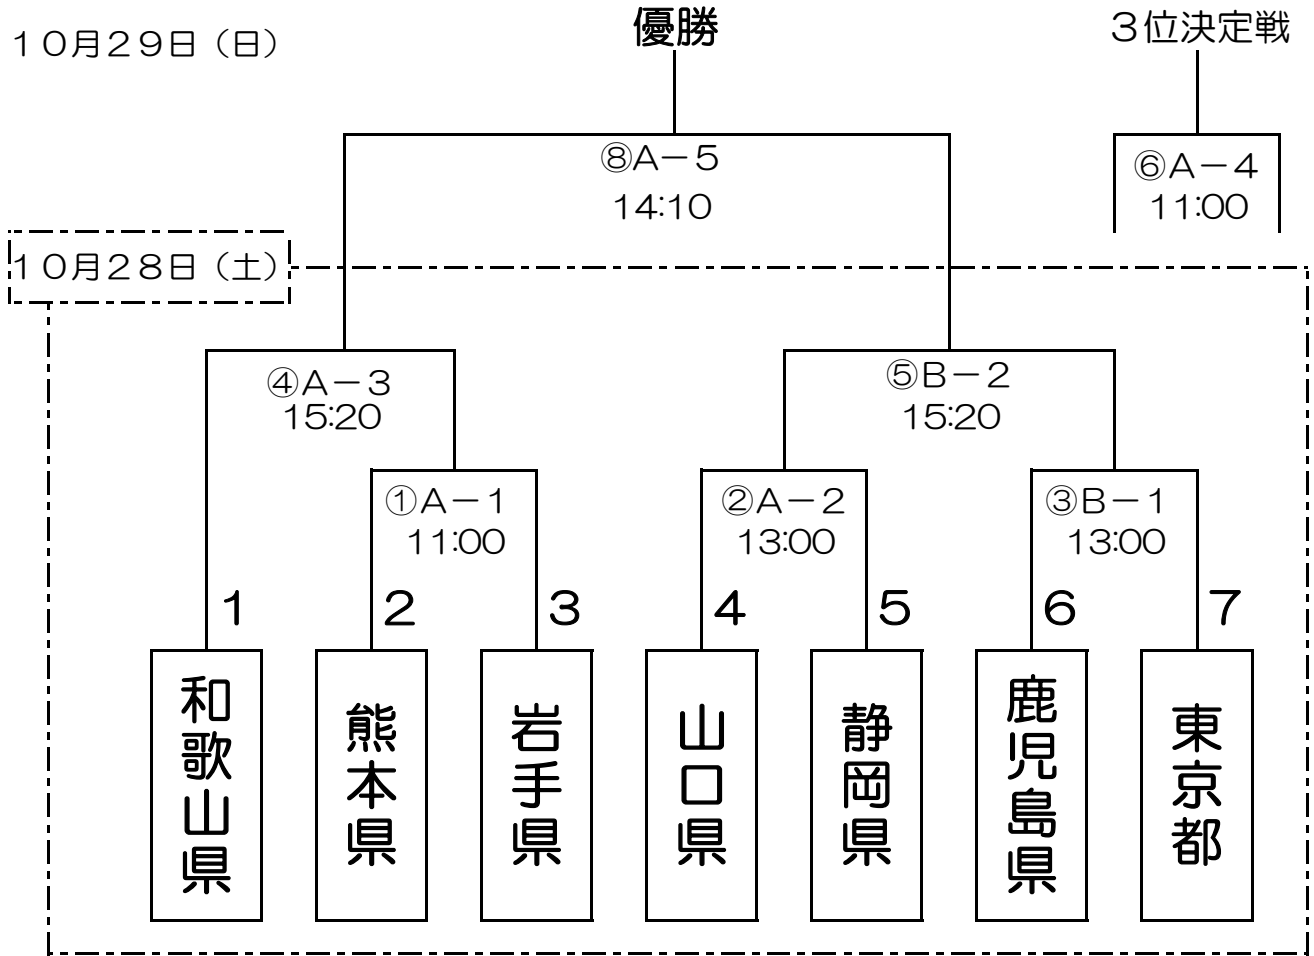 優勝
３位決定戦
１０月２９日（日）
⑧Ａ－５
14:10
⑥Ａ－４
11:00
１０月２８日（土）
④Ａ－３
15:20
⑤Ｂ－２
15:20
①Ａ－１
11:00
②Ａ－２
13:00
③Ｂ－１
13:00
1
2
3
4
5
6
7
和歌山県
熊本県
岩手県
山口県
静岡県
鹿児島県
東京都